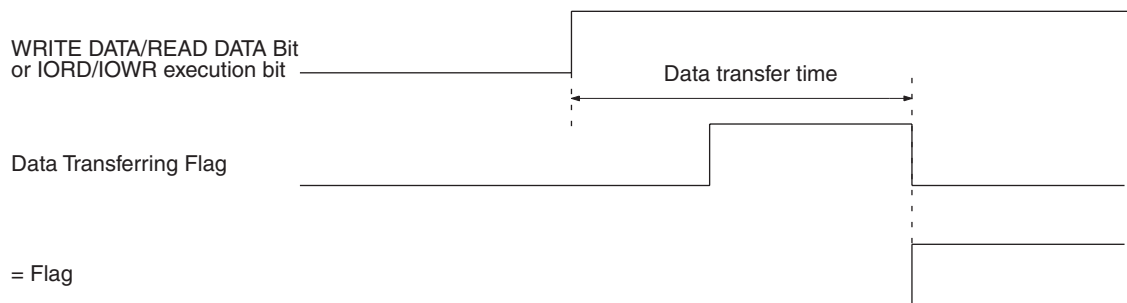 WRITE DATA/READ DATA Bit
or IORD/IOWR execution bit
Data transfer time
Data Transferring Flag
= Flag